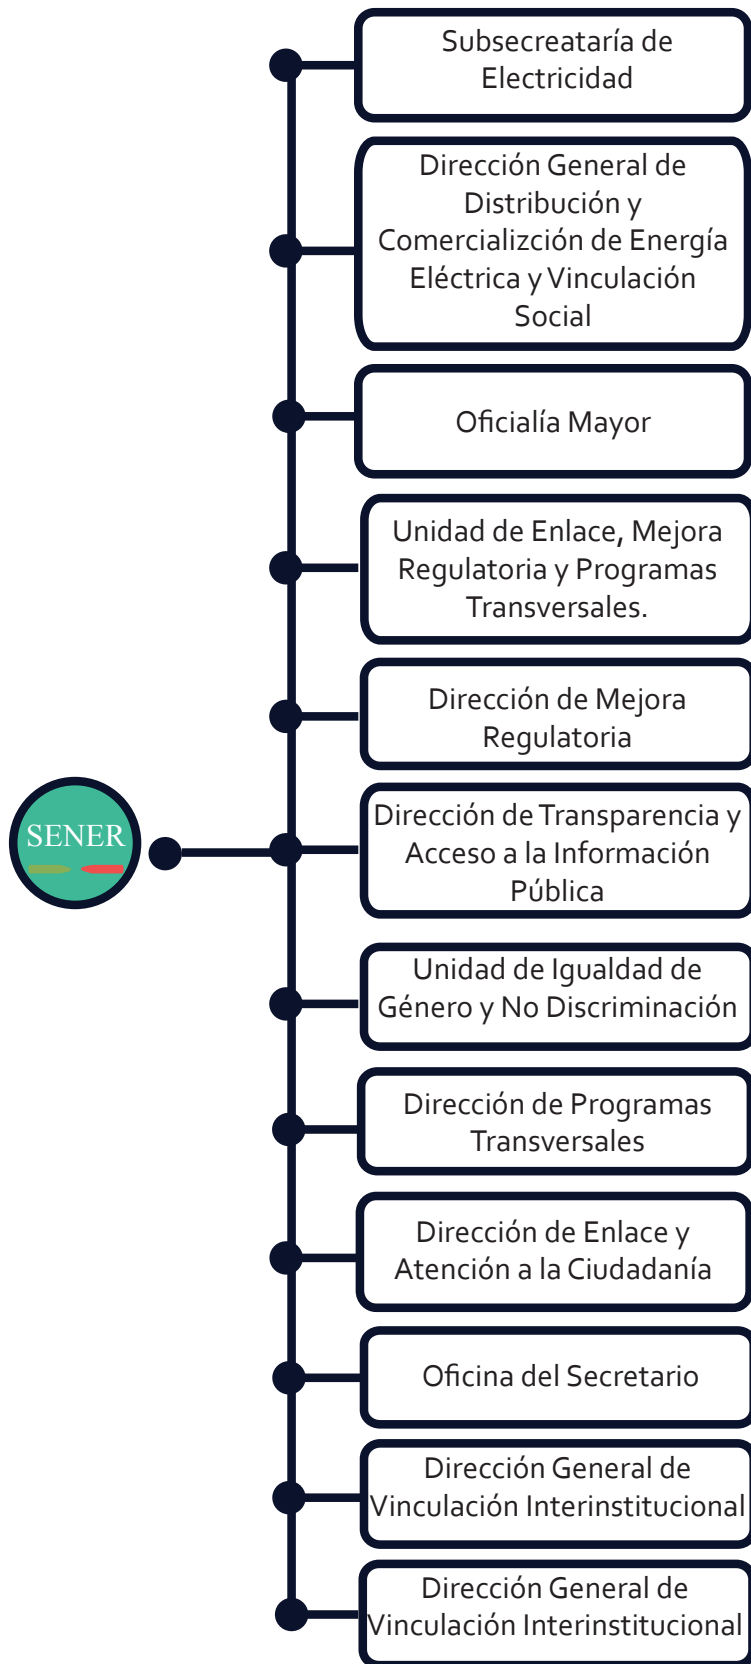 Subsecreataría de
Electricidad
Dirección General de
Distribución y
Comercializción de Energía
Eléctrica y Vinculación
Social
Oficialía Mayor
Unidad de Enlace, Mejora
Regulatoria y Programas
Transversales.
Dirección de Mejora
Regulatoria
SENER
Dirección de Transparencia y
Acceso a la Información
Pública
Unidad de Igualdad de
Género y No Discriminación
Dirección de Programas
Transversales
Dirección de Enlace y
Atención a la Ciudadanía
Oficina del Secretario
Dirección General de
Vinculación Interinstitucional
Dirección General de
Vinculación Interinstitucional